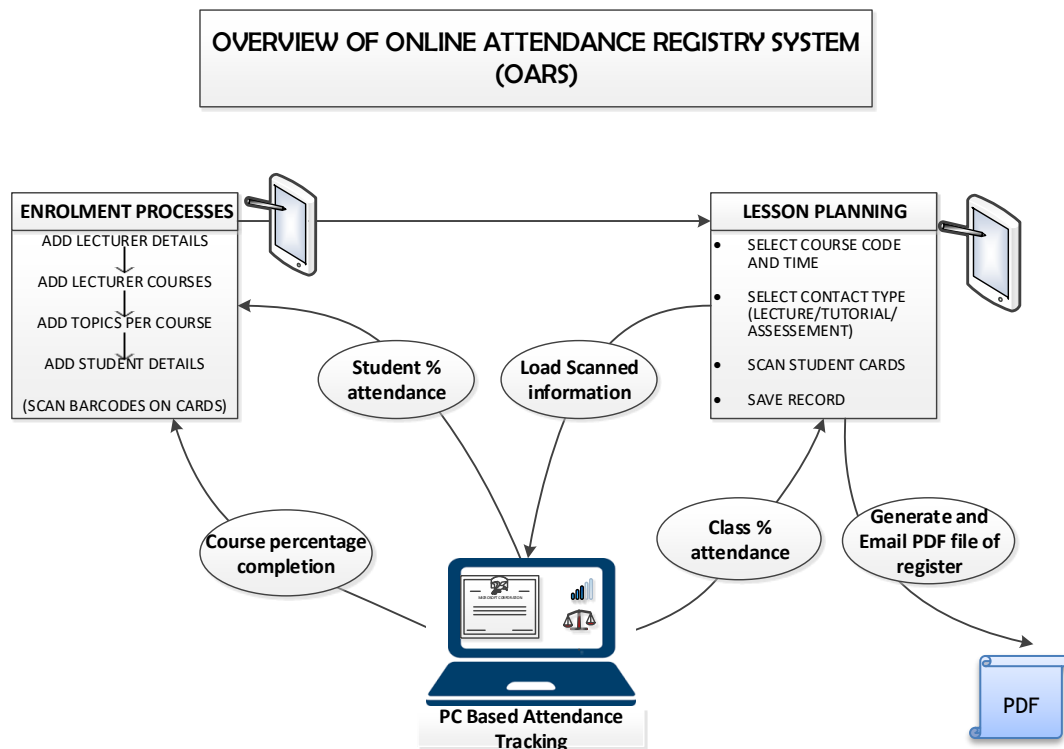 OVERVIEW OF ONLINE ATTENDANCE REGISTRY SYSTEM
(OARS)
ENROLMENT PROCESSES
ADD LECTURER DETAILS
ADD LECTURER COURSES
ADD TOPICS PER COURSE
ADD STUDENT DETAILS
(SCAN BARCODES ON CARDS)
LESSON PLANNING
• SELECT COURSE CODE
AND TIME
• SELECT CONTACT TYPE
(LECTURE/TUTORIAL/
ASSESSEMENT)
• SCAN STUDENT CARDS
• SAVE RECORD
Student %
attendance
Load Scanned
information
Course percentage
completion
Class %
attendance
Generate and
Email PDF file of
register
MICROSOFT CORPORATION
PC Based Attendance
Tracking
PDF